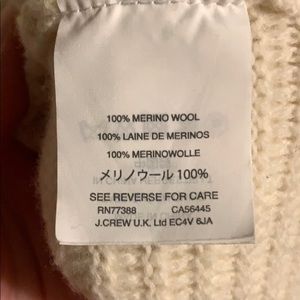 100% MERINO WOOL
100% LAINE DE MERINOS
100% MERINOWOLLE
メリノウール 100%
SEE REVERSE FOR CARE
RN77388 CA56445
J.CREW U.K. Ltd EC4V 6JA